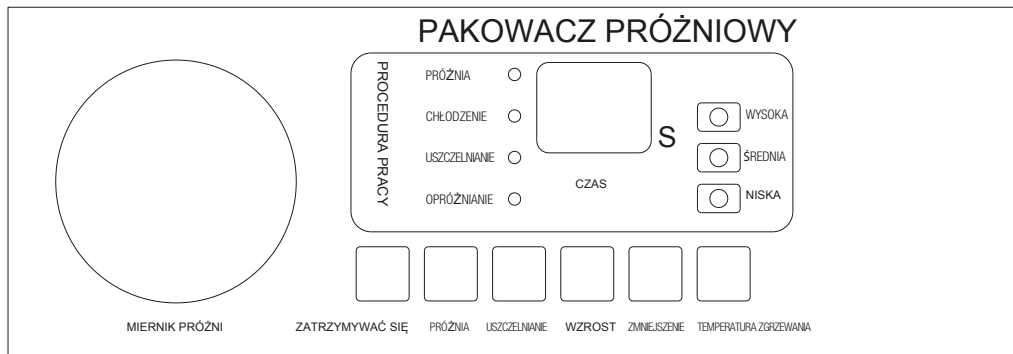 PAKOWACZ PRÓŻNIOWY
PROCEDURA PRACY
PRÓŻNIA
CHŁODZENIE
USZCZELNIANIE
OPRÓŻNIANIE
S
CZAS
WYSOKA
ŚREDNIA
NISKA
MIERNIK PRÓŻNI
ZATRZYMYWAĆ SIĘ
PRÓŻNIA
USZCZELNIANIE
WZROST
ZMNIEJSZENIE
TEMPERATURA ZGRZEWANIA